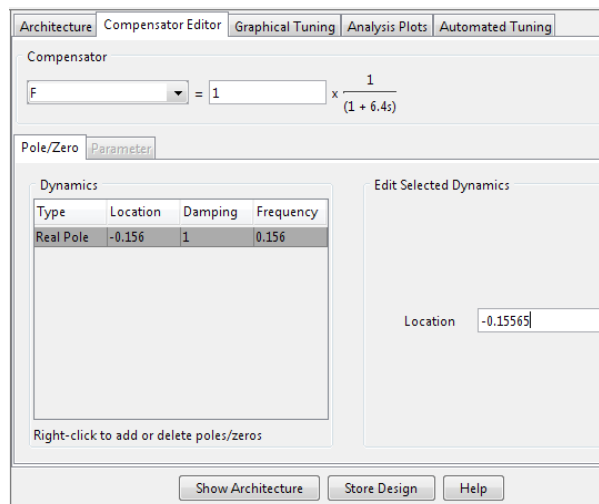 Architecture Compensator Editor Graphical Tuning Analysis Plots Automated Tuning
Compensator
F = 1 x 1
(1 + 6.4s)
Pole/Zero Parameter
Dynamics
Type Location Damping Frequency
Real Pole -0.156 1 0.156
Right-click to add or delete poles/zeros
Edit Selected Dynamics
Location -0.15565
Show Architecture Store Design Help